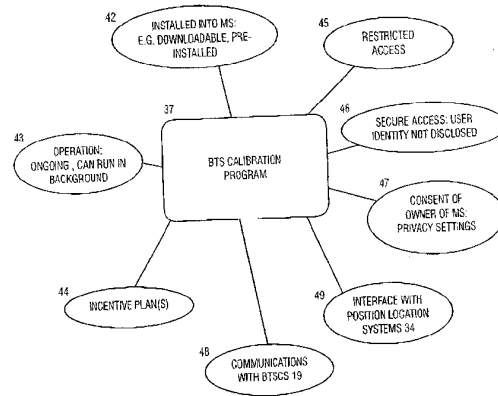 42
INSTALLED INTO MS:
E.G. DOWNLOADABLE, PRE-
INSTALLED
45
RESTRICTED
ACCESS
37
BTS CALIBRATION
PROGRAM
46
SECURE ACCESS: USER
IDENTITY NOT DISCLOSED
43
OPERATION:
ONGOING , CAN RUN IN
BACKGROUND
47
CONSENT OF
OWNER OF MS:
PRIVACY SETTINGS
44
INCENTIVE PLAN(S)
49
INTERFACE WITH
POSITION LOCATION
SYSTEMS 34
48
COMMUNICATIONS
WITH BTSCS 19